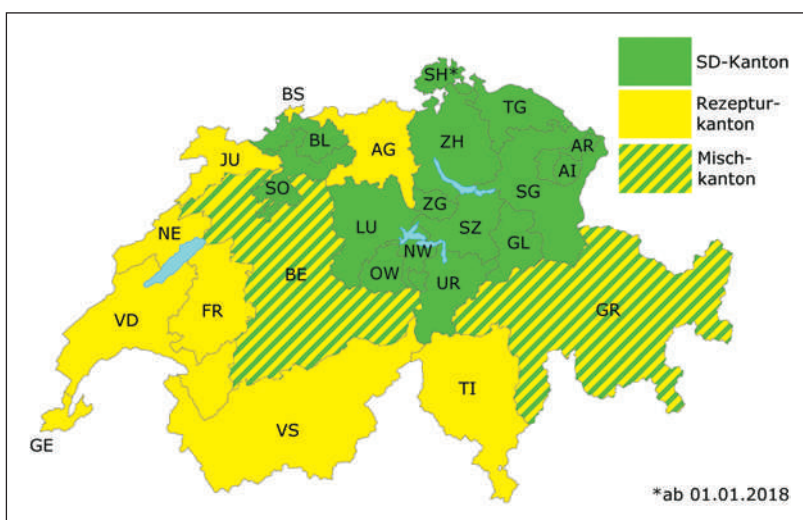 SH*
SD-Kanton
BS
TG
Rezeptur-
kanton
BL
ZH
AR
JU
AG
AI
Misch-
kanton
SO
SG
ZG
LU
SZ
NE
NW
GL
OW
BE
UR
FR
GR
VD
TI
VS
GE
*ab 01.01.2018